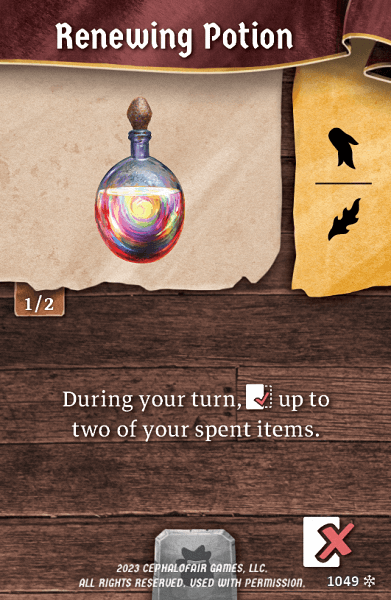 Renewing Potion
1/2
During your turn, up to
two of your spent items.
2023 CEPHALOFAIR GAMES, LLC.
ALL RIGHTS RESERVED. USED WITH PERMISSION.
1049